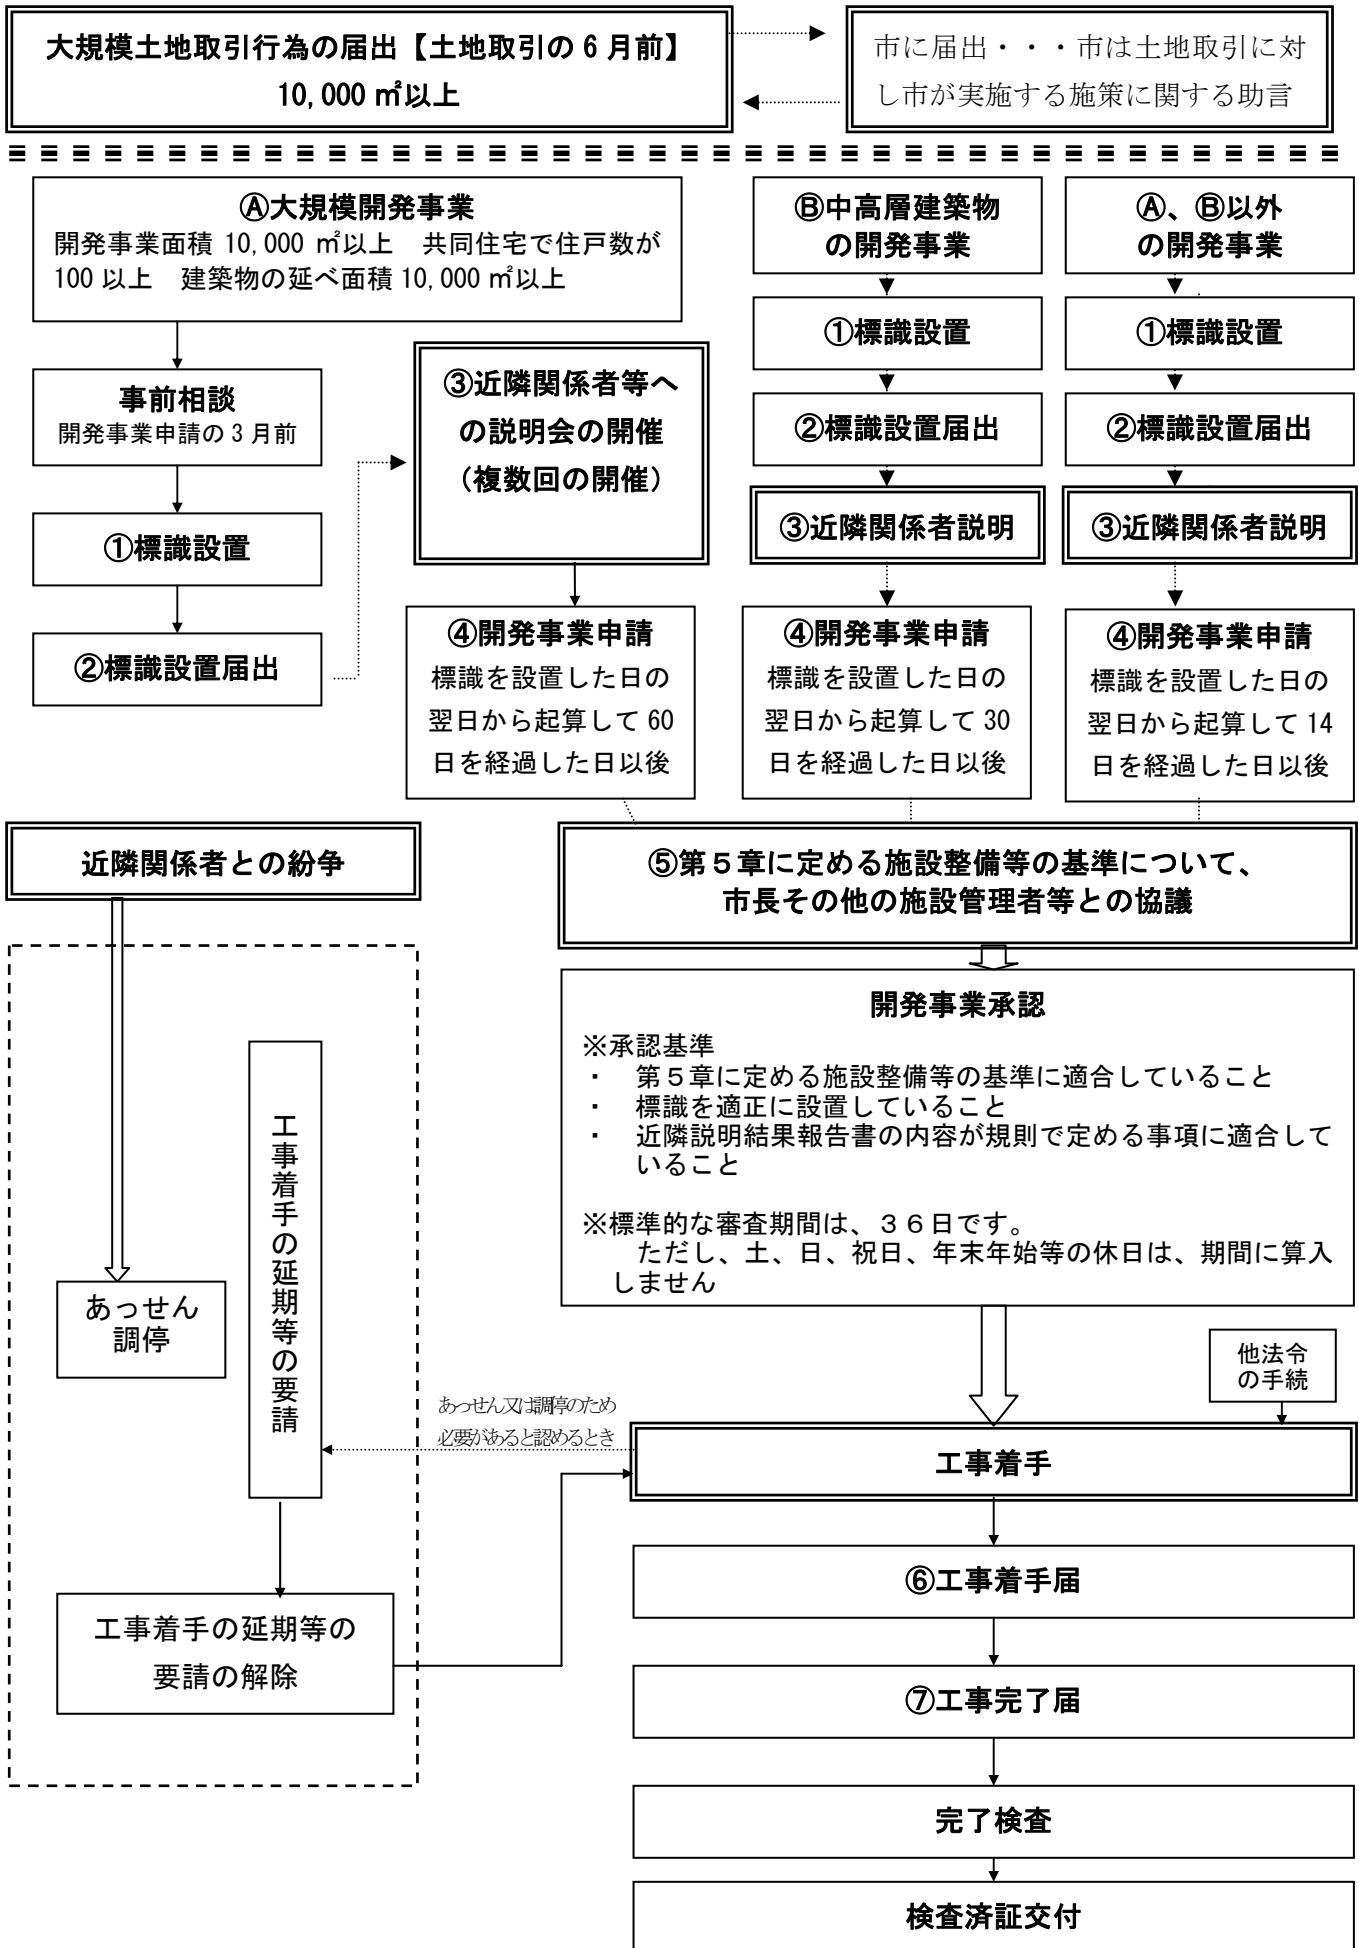 大規模土地取引行為の届出【土地取引の6月前】
10,000㎡以上
市に届出・・・市は土地取引に対
し市が実施する施策に関する助言
Ⓐ大規模開発事業
開発事業面積 10,000 ㎡以上　共同住宅で住戸数が
100 以上　建築物の延べ面積 10,000 ㎡以上
事前相談
開発事業申請の3月前
①標識設置
②標識設置届出
③近隣関係者等へ
の説明会の開催
（複数回の開催）
④開発事業申請
標識を設置した日の
翌日から起算して 60
日を経過した日以後
Ⓑ中高層建築物
の開発事業
①標識設置
②標識設置届出
③近隣関係者説明
④開発事業申請
標識を設置した日の
翌日から起算して 30
日を経過した日以後
Ⓐ、Ⓑ以外
の開発事業
①標識設置
②標識設置届出
③近隣関係者説明
④開発事業申請
標識を設置した日の
翌日から起算して 14
日を経過した日以後
⑤第５章に定める施設整備等の基準について、
市長その他の施設管理者等との協議
開発事業承認
※承認基準
・　第５章に定める施設整備等の基準に適合していること
・　標識を適正に設置していること
・　近隣説明結果報告書の内容が規則で定める事項に適合して
いること
※標準的な審査期間は、３６日です。
ただし、土、日、祝日、年末年始等の休日は、期間に算入
しません
近隣関係者との紛争
あっせん
調停
工事着手の延期等の要請
工事着手の延期等の
要請の解除
あっせん又は調停のため
必要があると認めるとき
他法令
の手続
工事着手
⑥工事着手届
⑦工事完了届
完了検査
検査済証交付